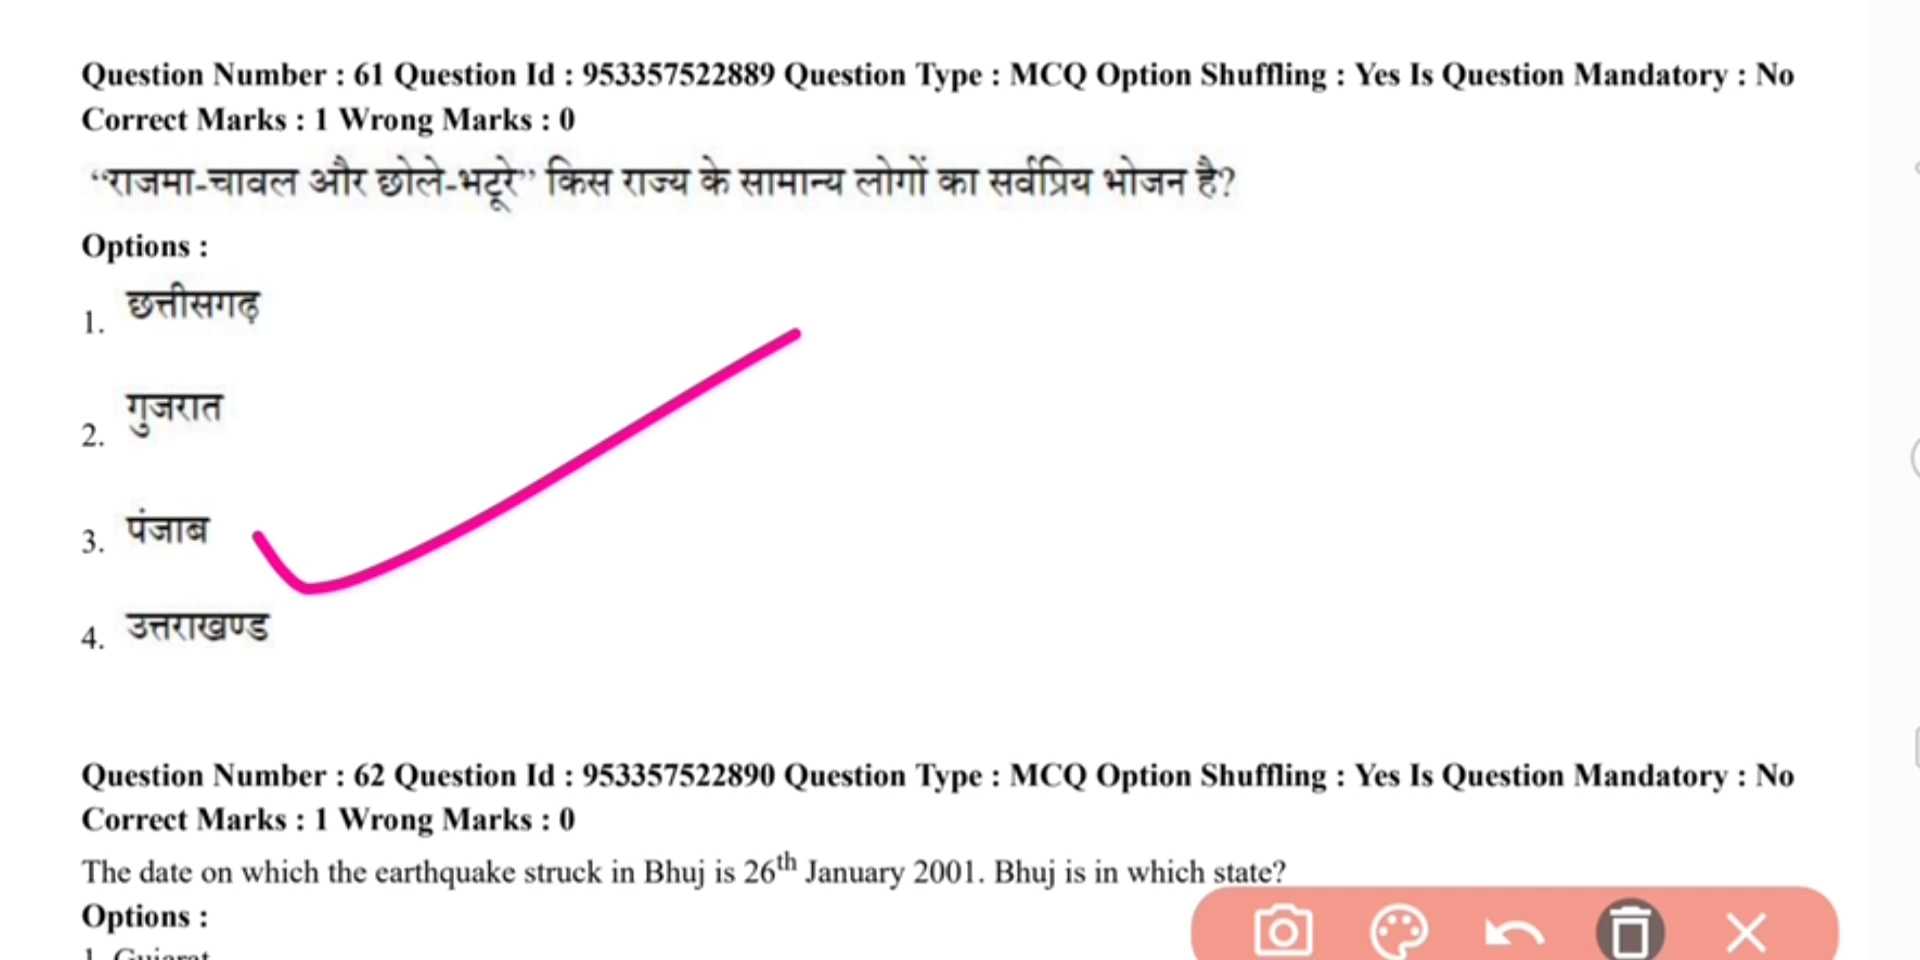 Question Number : 61 Question Id : 953357522889 Question Type : MCQ Option Shuffling : Yes Is Question Mandatory : No
Correct Marks : 1 Wrong Marks : 0
“राजमा-चावल और छोले-भटूरे” किस राज्य के सामान्य लोगों का सर्वप्रिय भोजन है?
Options :
1. छत्तीसगढ़
2. गुजरात
3. पंजाब
4. उत्तराखण्ड
Question Number : 62 Question Id : 953357522890 Question Type : MCQ Option Shuffling : Yes Is Question Mandatory : No
Correct Marks : 1 Wrong Marks : 0
The date on which the earthquake struck in Bhuj is 26th January 2001. Bhuj is in which state?
Options :
1. Gujarat